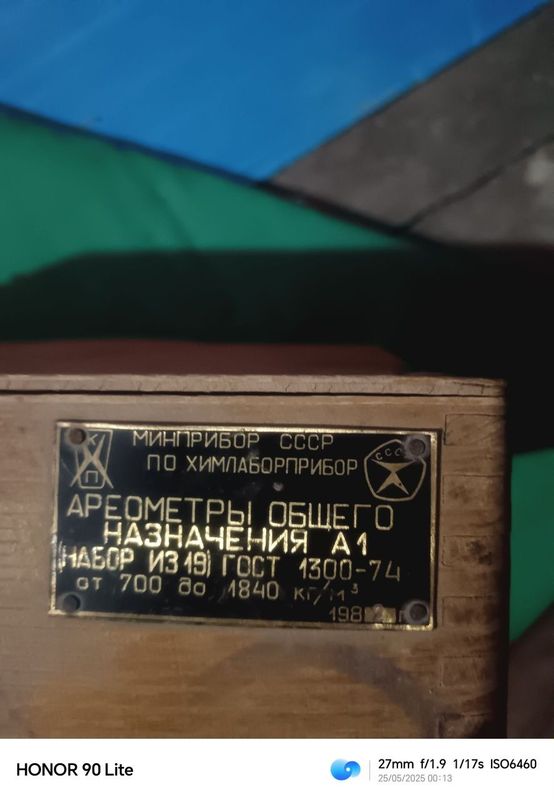 МИНПРИБОР СССР
ПО ХИМЛАБОРПРИБОР
СССР
АРЕОМЕТРЫ ОБЩЕГО
НАЗНАЧЕНИЯ А1
(НАБОР ИЗ 19) ГОСТ 1300-74
от 700 до 1840 кг/м³
HONOR 90 Lite
27mm f/1.9 1/17s ISO6460
25/05/2025 00:13